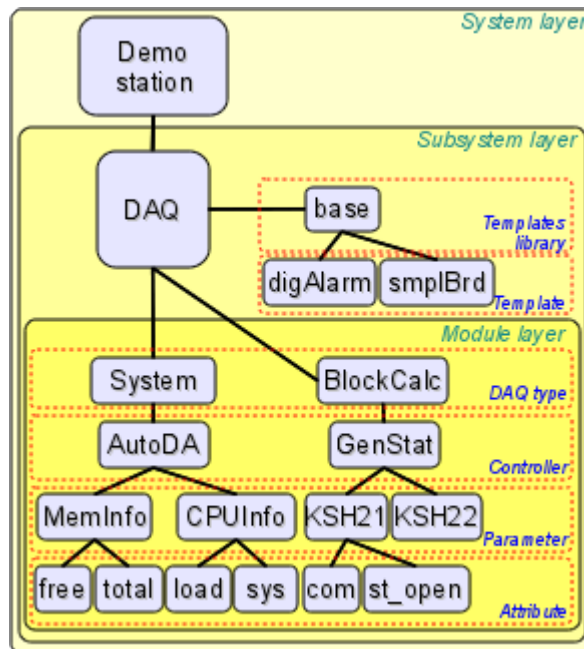 System layer
Demo
station
Subsystem layer
DAQ
base
Templates
library
digAlarm
smplBrd
Template
Module layer
System
BlockCalc
DAQ type
AutoDA
GenStat
Controller
MemInfo
CPUInfo
KSH21
KSH22
Parameter
free
total
load
sys
com
st_open
Attribute